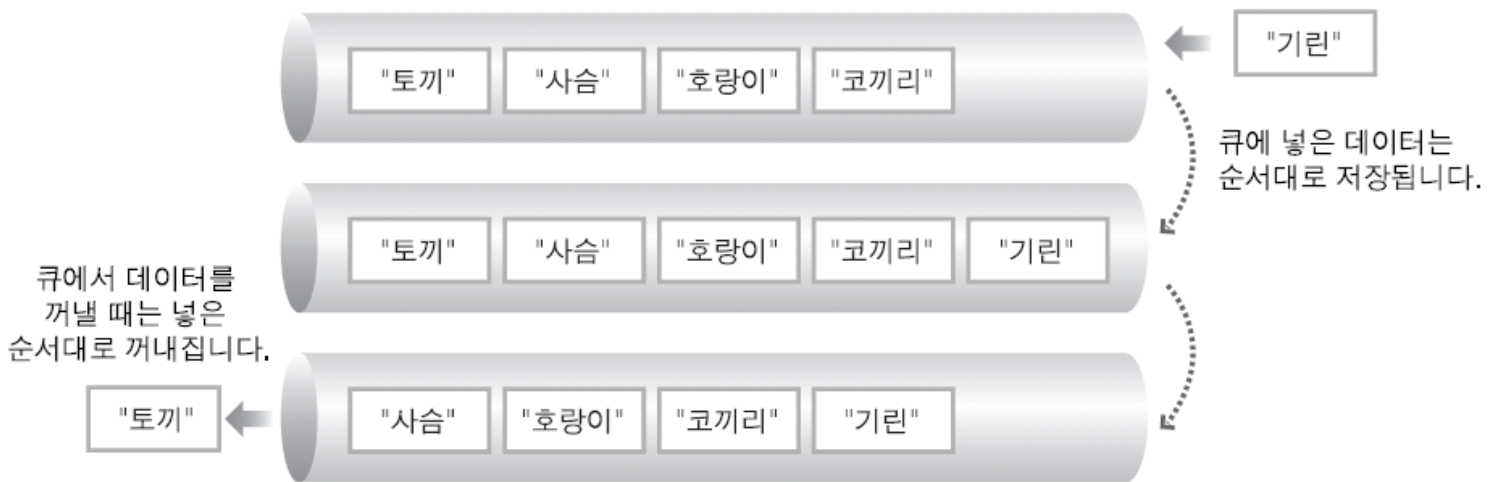 "토끼" "사슴" "호랑이" "코끼리" "기린"
큐에 넣은 데이터는
순서대로 저장됩니다.
"토끼" "사슴" "호랑이" "코끼리" "기린"
큐에서 데이터를
꺼낼 때는 넣은
순서대로 꺼내집니다.
"토끼" "사슴" "호랑이" "코끼리" "기린"